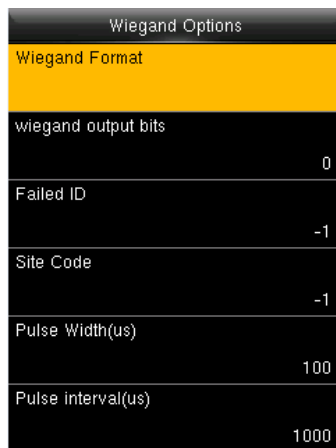 Wiegand Options
Wiegand Format
wiegand output bits
0
Failed ID
-1
Site Code
-1
Pulse Width(us)
100
Pulse interval(us)
1000